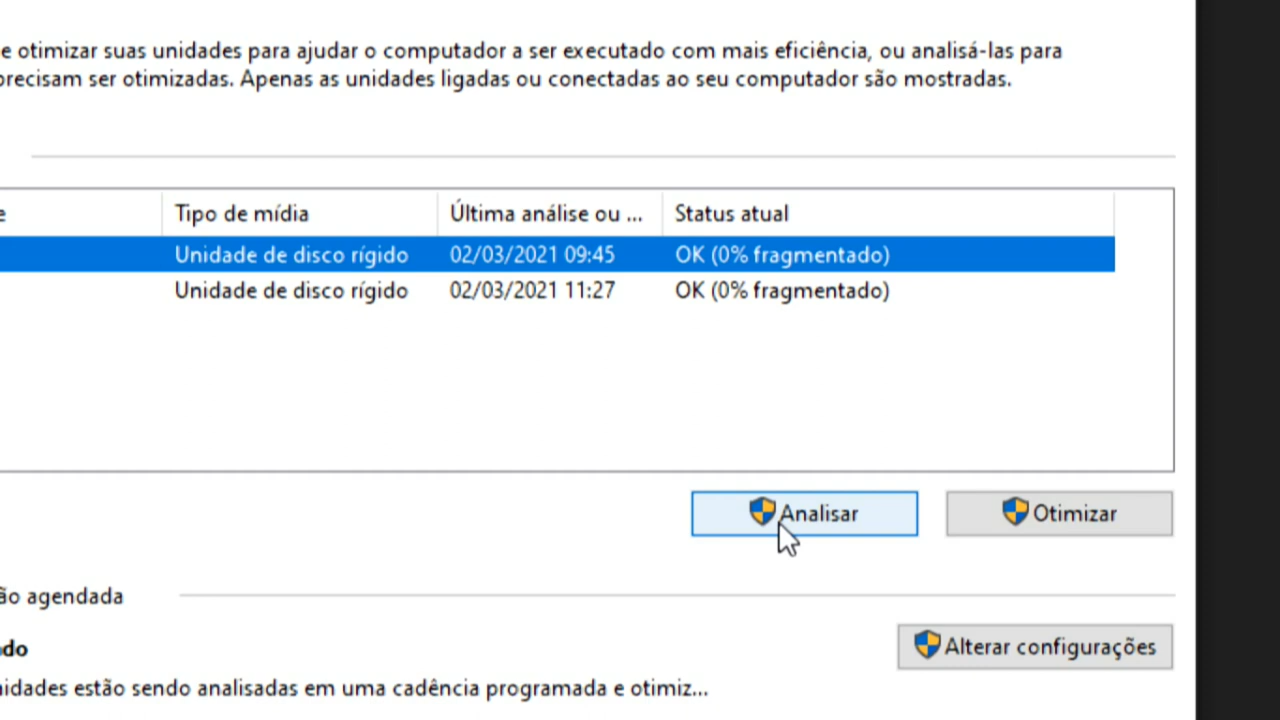 e otimizar suas unidades para ajudar o computador a ser executado com mais eficiência, ou analisá-las para
precisam ser otimizadas. Apenas as unidades ligadas ou conectadas ao seu computador são mostradas.
e Tipo de mídia Última análise ou ... Status atual
Unidade de disco rígido 02/03/2021 09:45 OK (0% fragmentado)
Unidade de disco rígido 02/03/2021 11:27 OK (0% fragmentado)
Analisar Otimizar
ão agendada
do
Alterar configurações
nidades estão sendo analisadas em uma cadência programada e otimiz...